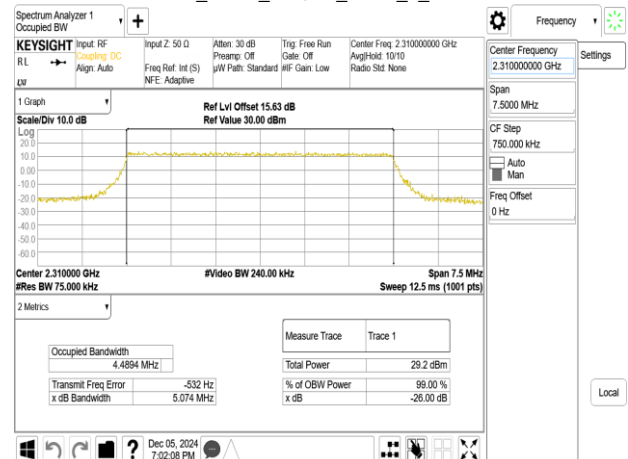 Spectrum Analyzer 1
Occupied BW
Frequency
KEYSIGHT
RL
Input: RF
Coupling: DC
Align: Auto
Input Z: 50 Ω
Freq Ref: Int (S)
NFE: Adaptive
Atten: 30 dB
Preamp: Off
µW Path: Standard
Trig: Free Run
Gate: Off
#IF Gain: Low
Center Freq: 2.310000000 GHz
Avg|Hold: 10/10
Radio Std: None
Center Frequency
2.310000000 GHz
Settings
Span
7.5000 MHz
CF Step
750.000 kHz
Auto
Man
Freq Offset
0 Hz
1 Graph
Scale/Div 10.0 dB
Ref Lvl Offset 15.63 dB
Ref Value 30.00 dBm
Log
20.0
10.0
0.00
-10.0
-20.0
-30.0
-40.0
-50.0
-60.0
Center 2.310000 GHz
#Video BW 240.00 kHz
Span 7.5 MHz
#Res BW 75.000 kHz
Sweep 12.5 ms (1001 pts)
2 Metrics
Measure Trace Trace 1
Occupied Bandwidth
4.4894 MHz
Total Power 29.2 dBm
Transmit Freq Error -532 Hz
% of OBW Power 99.00 %
x dB Bandwidth 5.074 MHz
x dB -26.00 dB
Local
Dec 05, 2024
7:02:08 PM